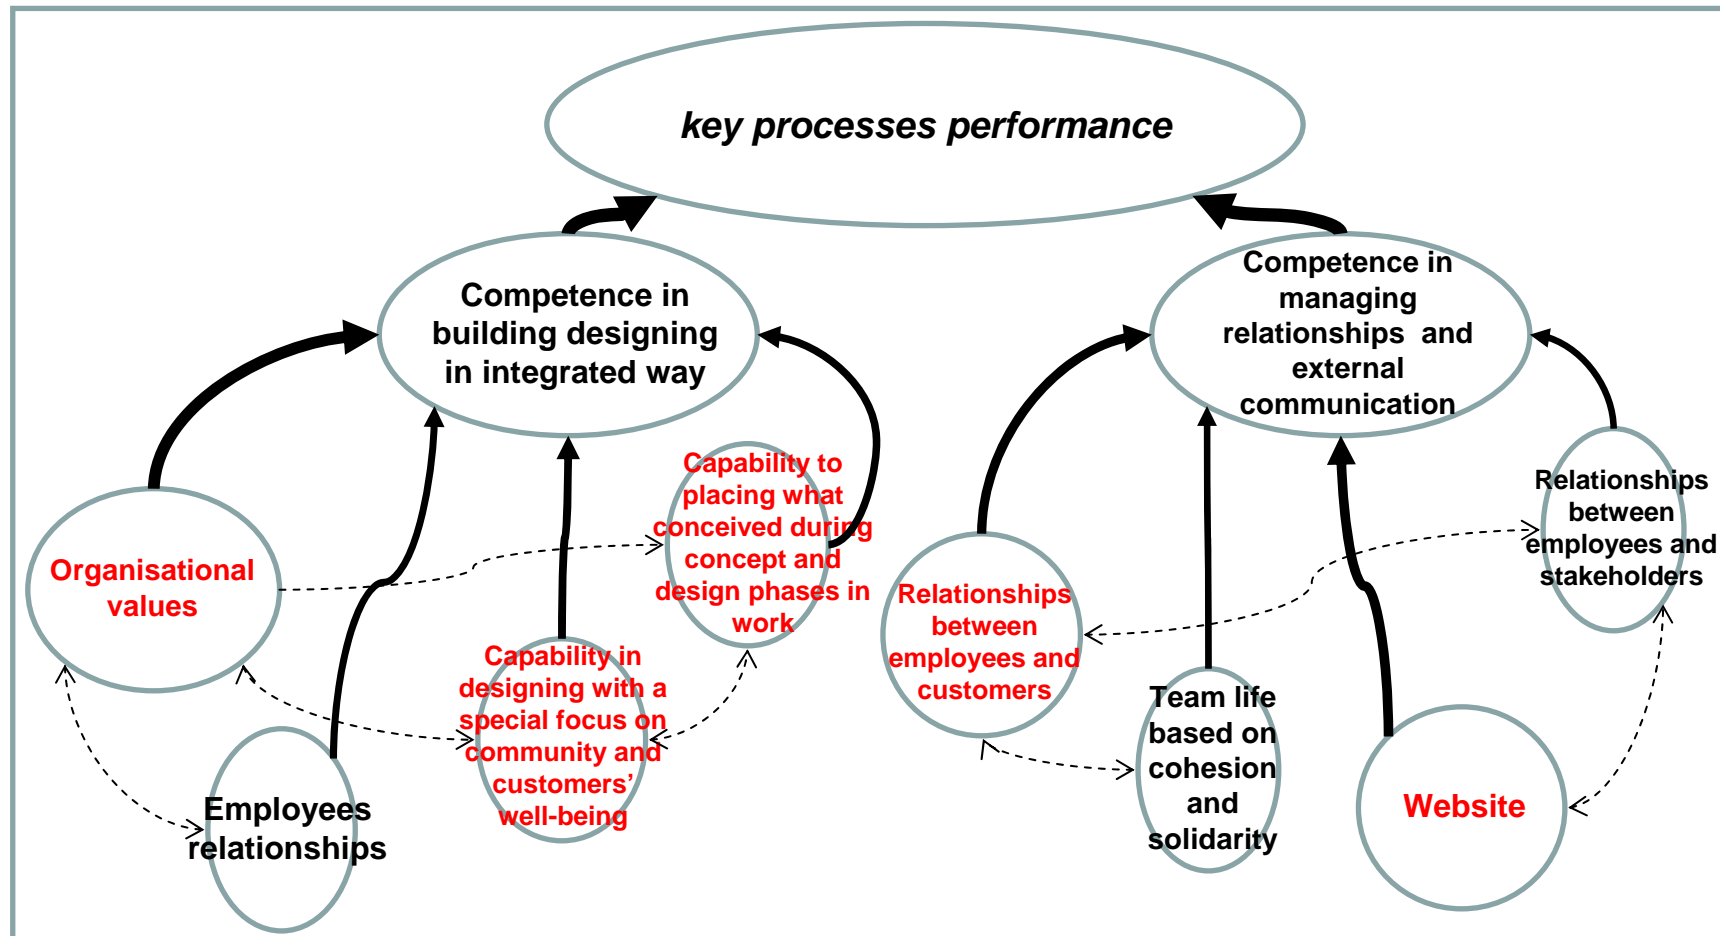 key processes performance
Competence in
building designing
in integrated way
Competence in
managing
relationships and
external
communication
Organisational
values
Employees
relationships
Capability in
designing with a
special focus on
community and
customers’
well-being
Capability to
placing what
conceived during
concept and
design phases in
work
Relationships
between
employees and
customers
Team life
based on
cohesion
and
solidarity
Website
Relationships
between
employees and
stakeholders